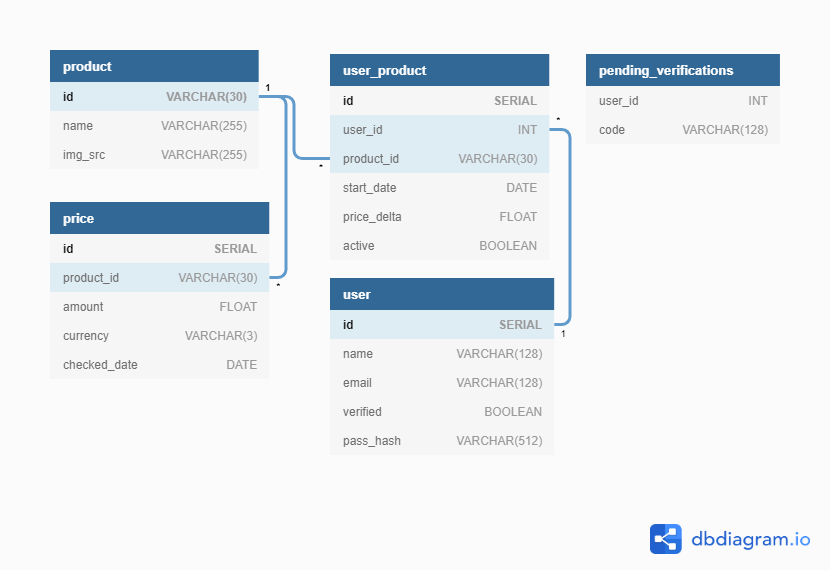 product
id VARCHAR(30)
name VARCHAR(255)
img_src VARCHAR(255)
1
*
price
id SERIAL
product_id VARCHAR(30)
amount FLOAT
currency VARCHAR(3)
checked_date DATE
*
user_product
id SERIAL
user_id INT
product_id VARCHAR(30)
start_date DATE
price_delta FLOAT
active BOOLEAN
*
user
id SERIAL
name VARCHAR(128)
email VARCHAR(128)
verified BOOLEAN
pass_hash VARCHAR(512)
1
pending_verifications
user_id INT
code VARCHAR(128)
dbdiagram.io